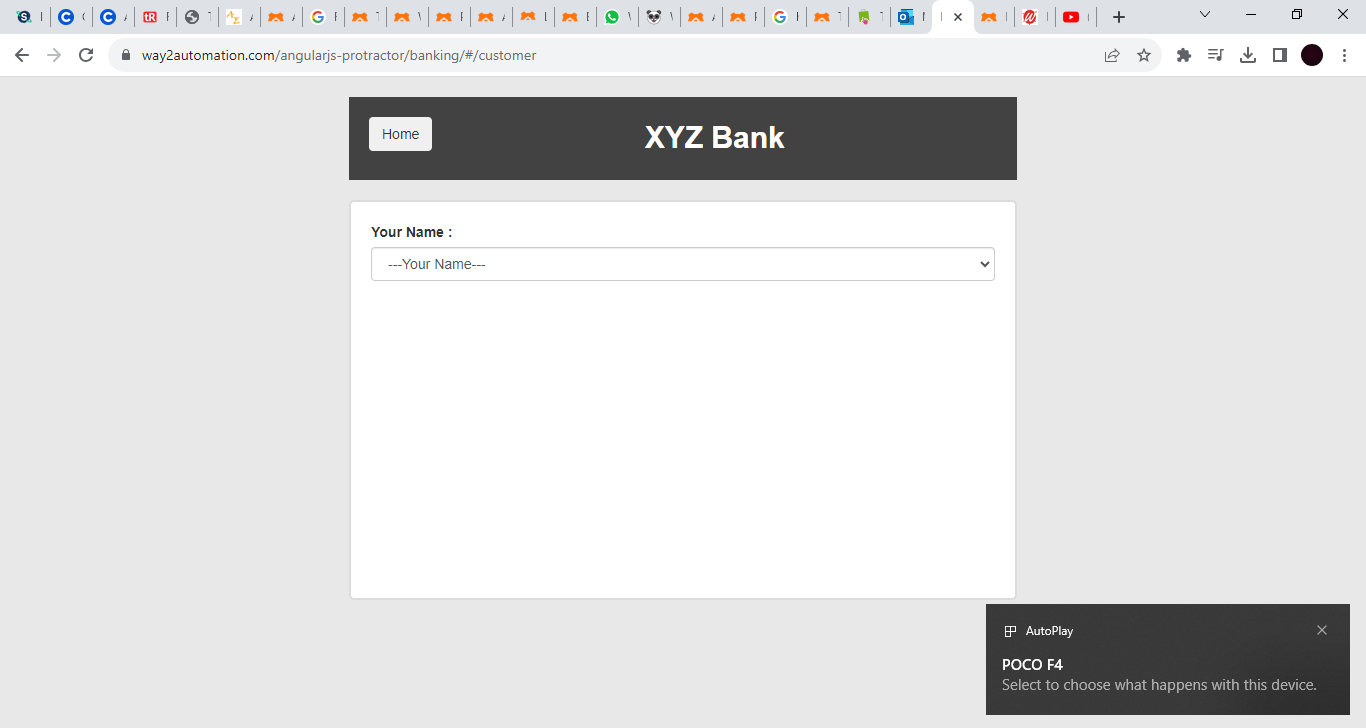 way2automation.com/angularjs-protractor/banking/#/customer
Home
XYZ Bank
Your Name :
---Your Name---
AutoPlay
POCO F4
Select to choose what happens with this device.